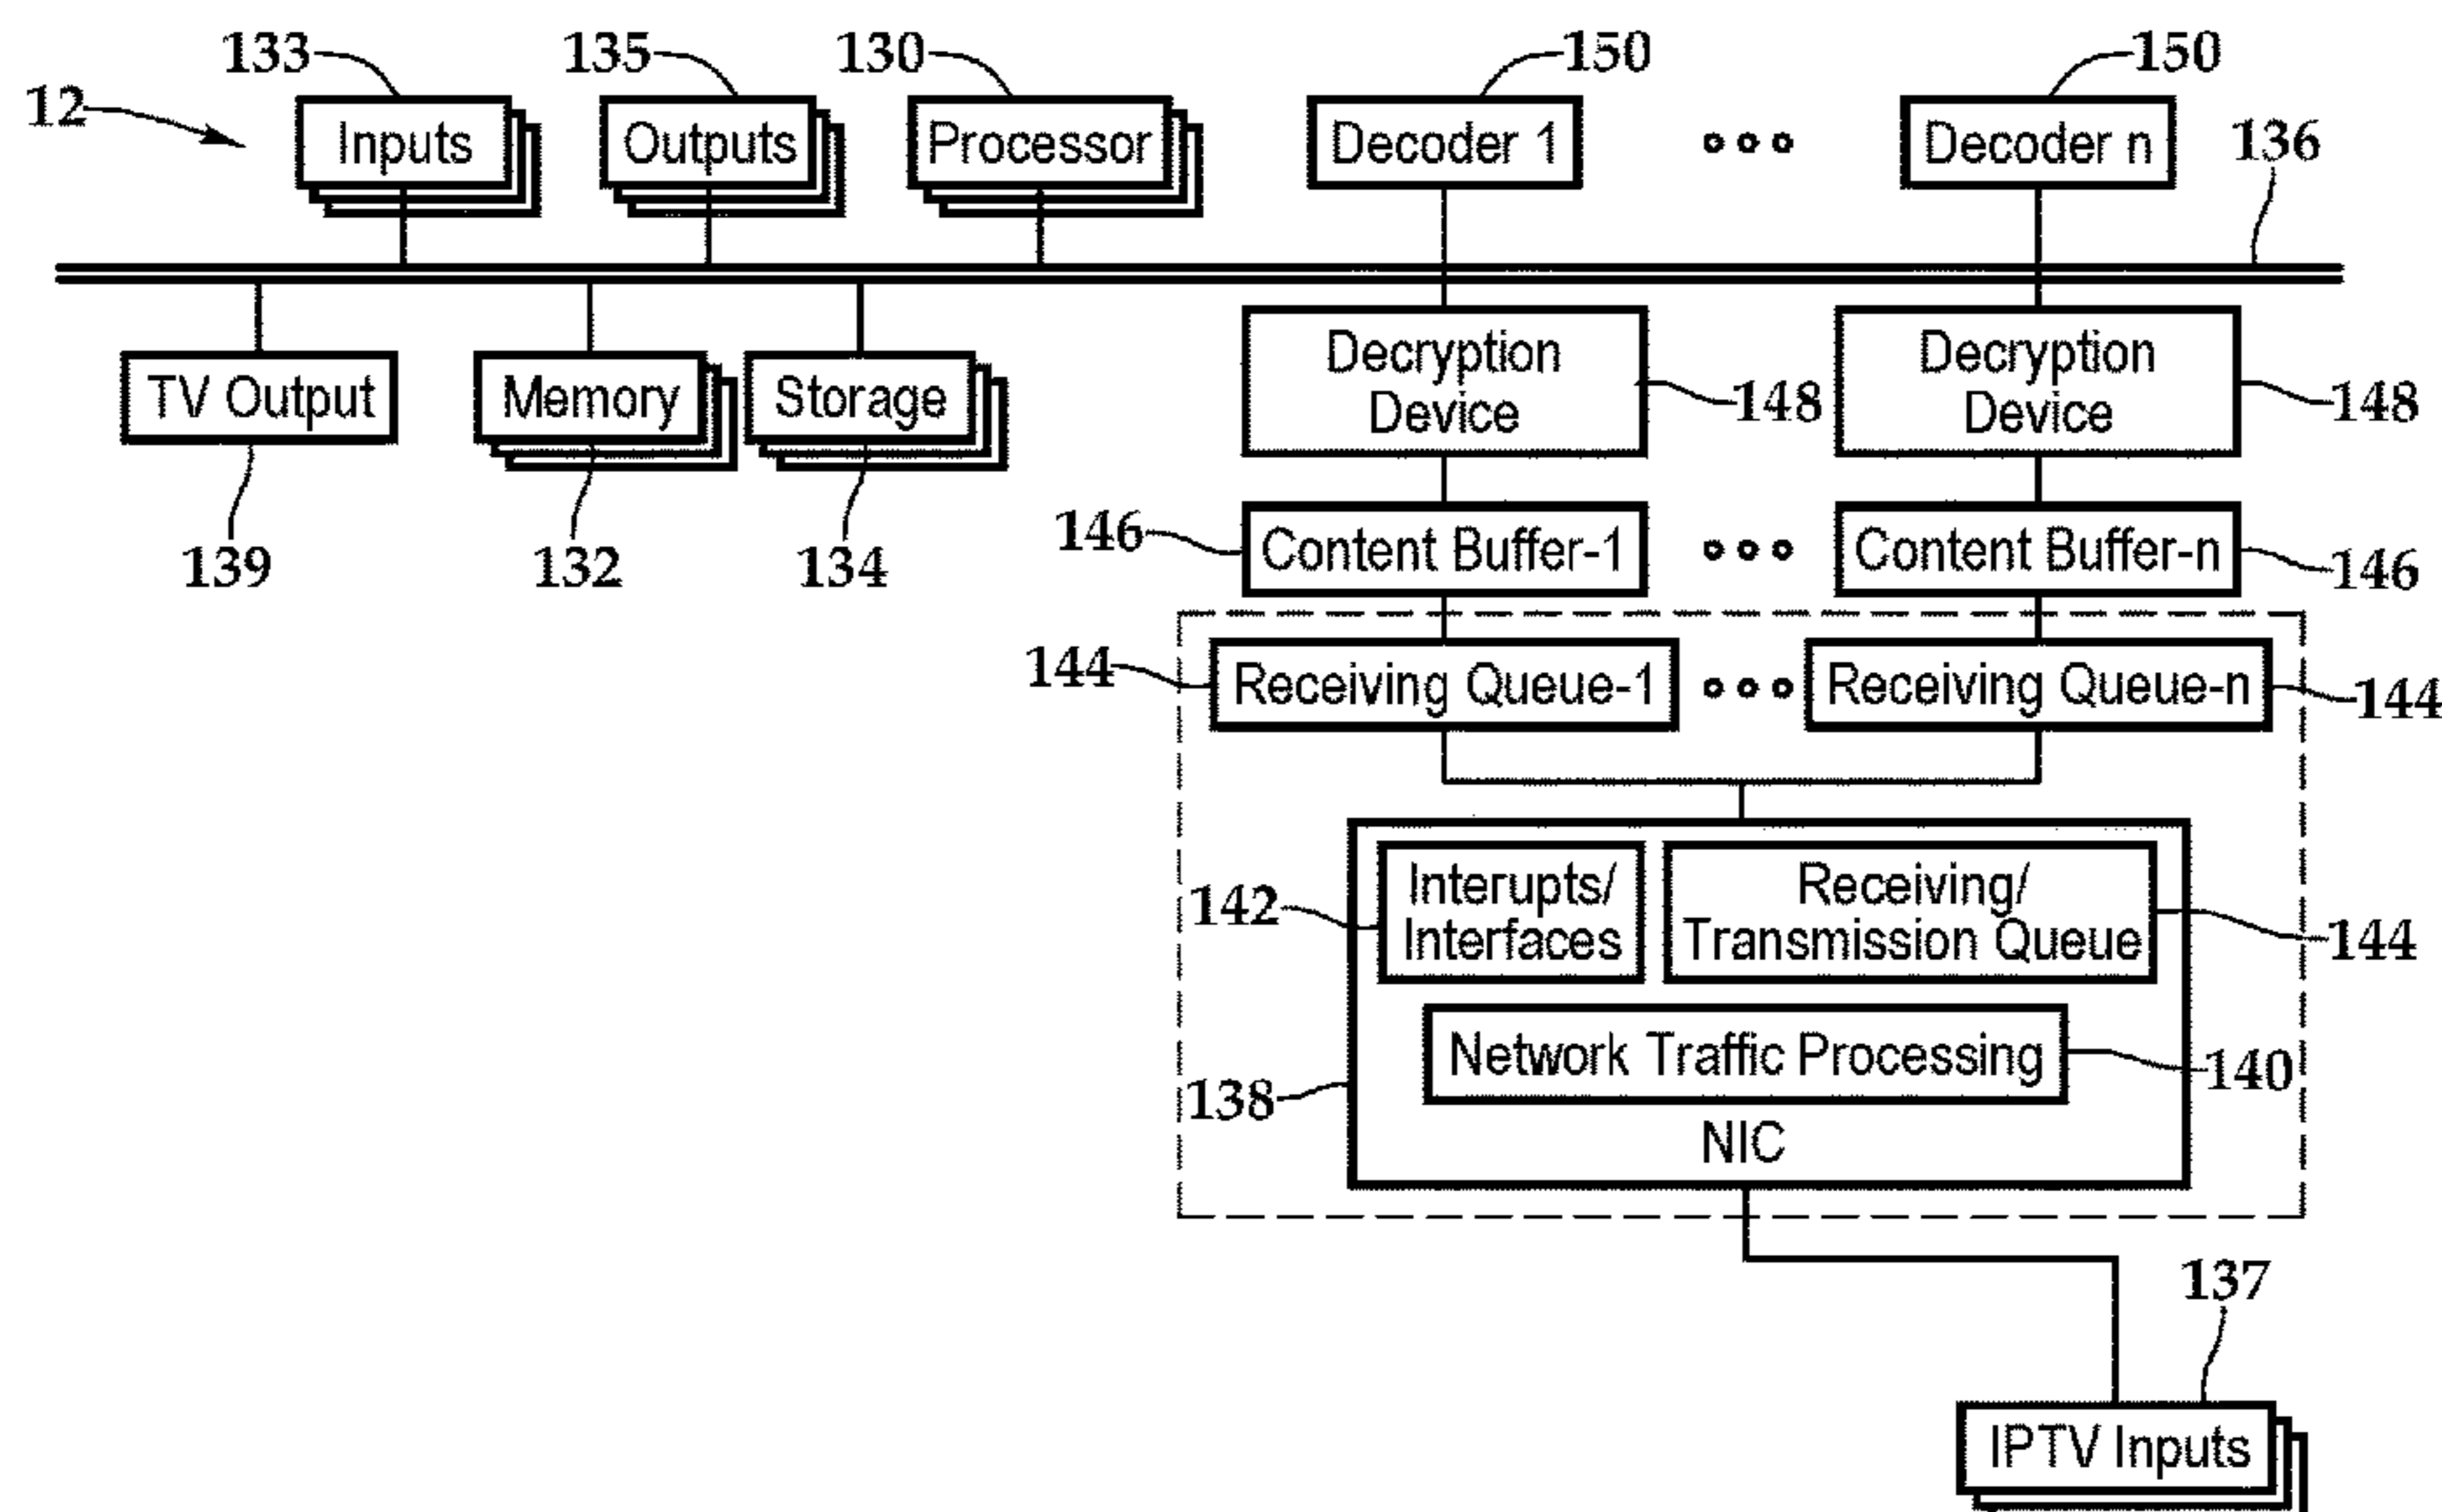 133
135
130
150
150
12
Inputs
Outputs
Processor
Decoder 1
Decoder n
136
TV Output
Memory
Storage
Decryption
Device
148
Decryption
Device
148
139
132
134
146
Content Buffer-1
Content Buffer-n
146
144
Receiving Queue-1
Receiving Queue-n
144
142
Interupts/
Interfaces
Receiving/
Transmission Queue
144
138
Network Traffic Processing
140
NIC
137
IPTV Inputs